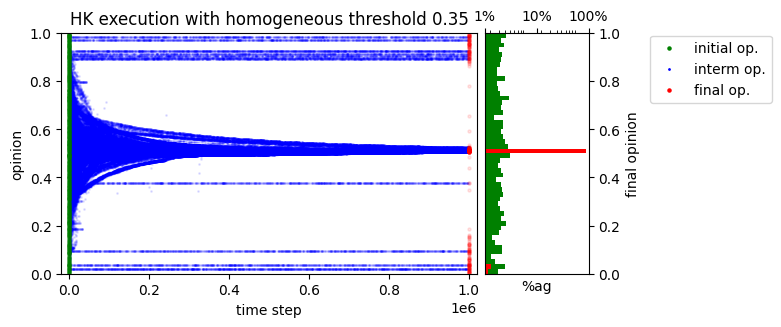 HK execution with homogeneous threshold 0.35
1% 10% 100%
1.0 1.0
0.8 0.8
0.6 0.6
0.4 0.4
0.2 0.2
0.0 0.0
opinion
final opinion
0.0 0.2 0.4 0.6 0.8 1.0
1e6
time step
%ag
initial op.
interm op.
final op.